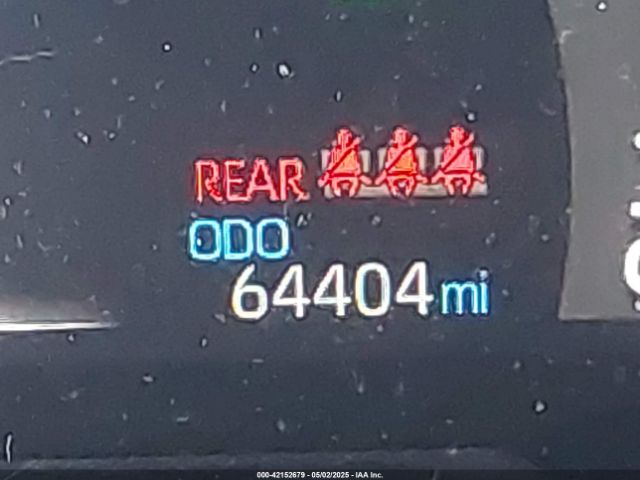 REAR
ODO
64404 mi
000-42152679 - 05/02/2025 - IAA Inc.